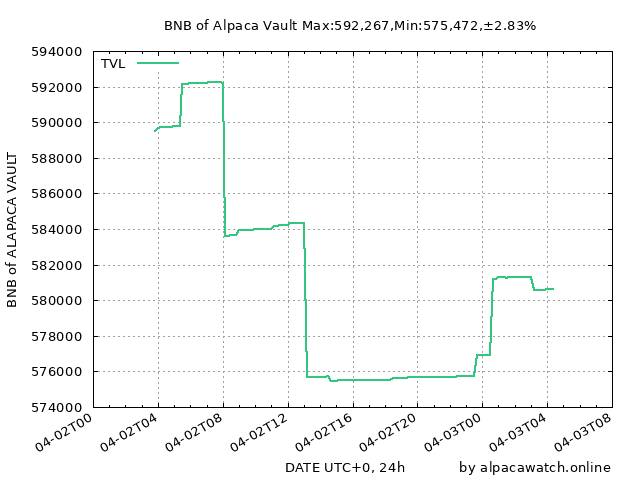 BNB of Alpaca Vault Max:592,267,Min:575,472,±2.83%
594000
TVL
592000
590000
588000
586000
584000
582000
580000
578000
576000
574000
BNB of ALAPACA VAULT
04-02T00
04-02T04
04-02T08
04-02T12
04-02T16
04-02T20
04-03T00
04-03T04
04-03T08
DATE UTC+0, 24h
by alpacawatch.online